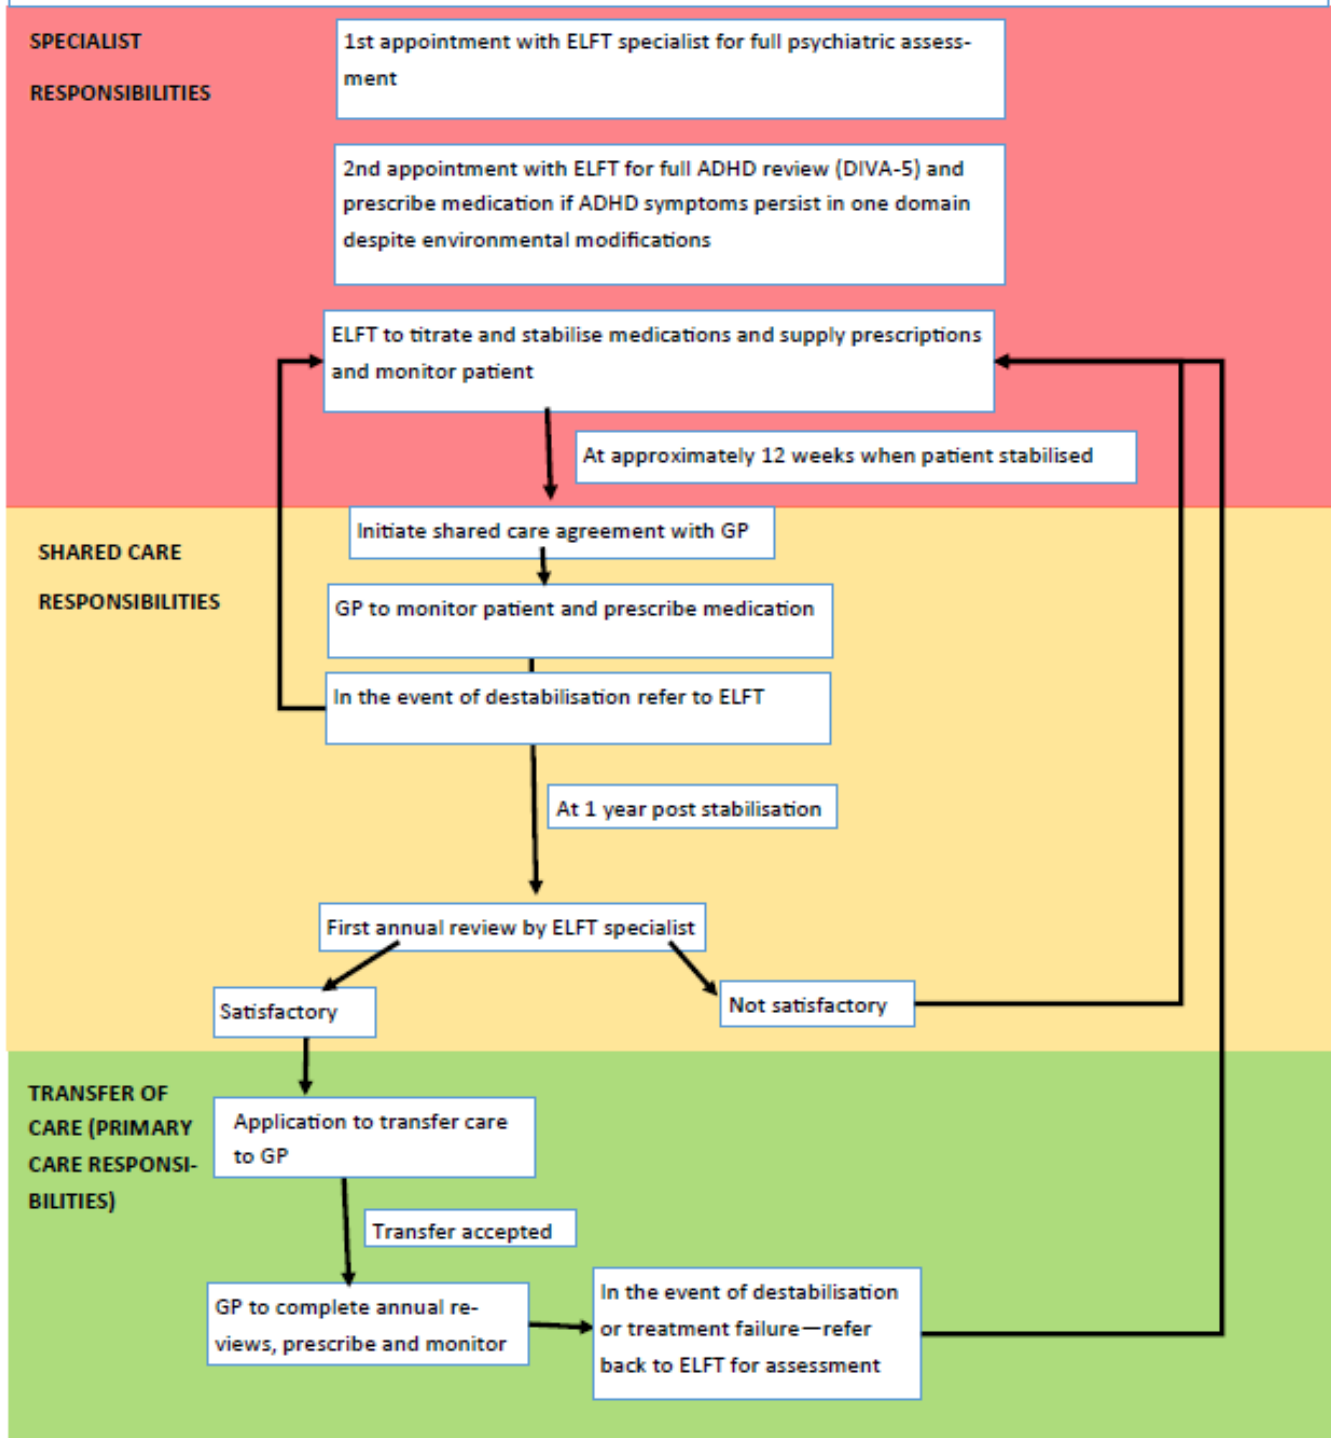 SPECIALIST
RESPONSIBILITIES
1st appointment with ELFT specialist for full psychiatric assess-
ment
2nd appointment with ELFT for full ADHD review (DIVA-5) and
prescribe medication if ADHD symptoms persist in one domain
despite environmental modifications
ELFT to titrate and stabilise medications and supply prescriptions
and monitor patient
At approximately 12 weeks when patient stabilised
SHARED CARE
RESPONSIBILITIES
Initiate shared care agreement with GP
GP to monitor patient and prescribe medication
In the event of destabilisation refer to ELFT
At 1 year post stabilisation
First annual review by ELFT specialist
Satisfactory
Not satisfactory
TRANSFER OF
CARE (PRIMARY
CARE RESPONSI-
BILITIES)
Application to transfer care
to GP
Transfer accepted
GP to complete annual re-
views, prescribe and monitor
In the event of destabilisation
or treatment failure—refer
back to ELFT for assessment